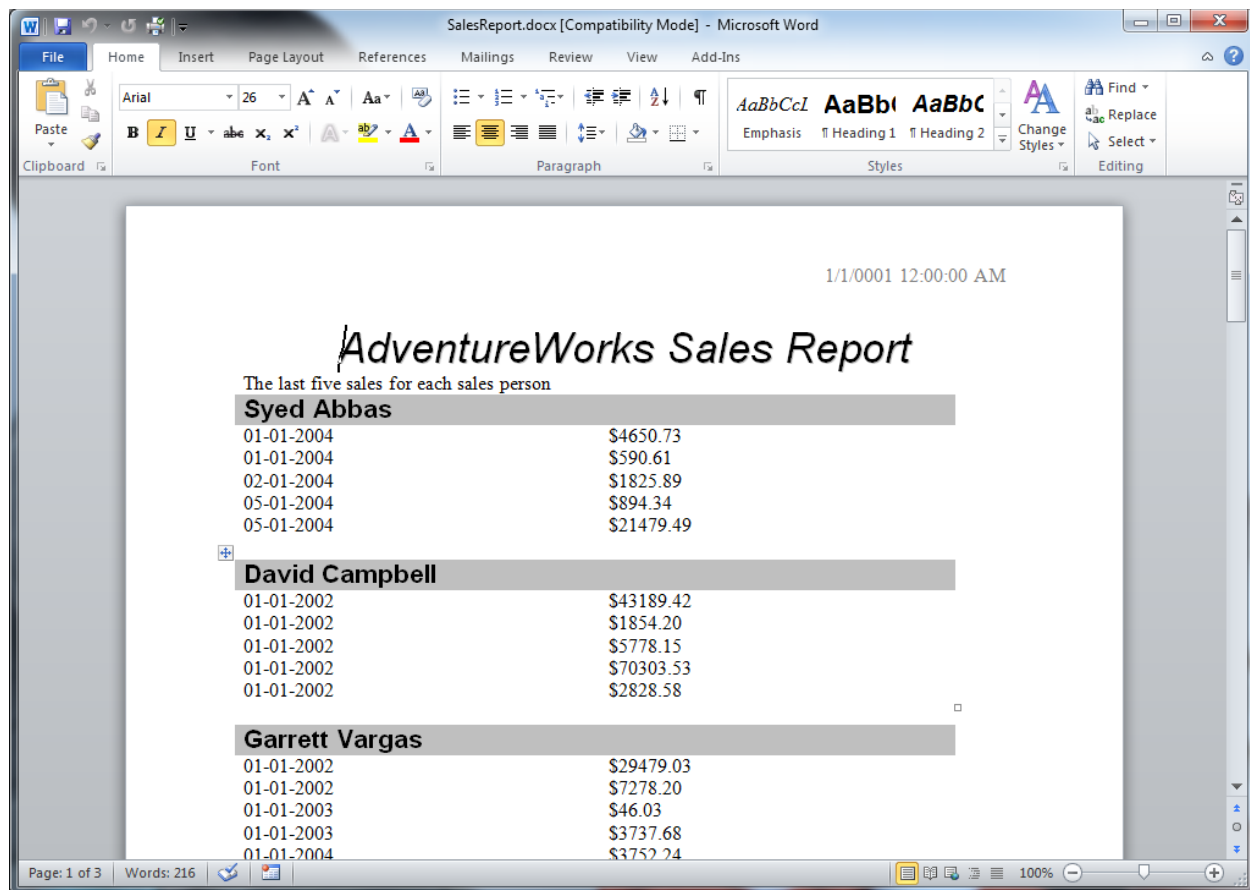 SalesReport.docx [Compatibility Mode] - Microsoft Word
File Home Insert Page Layout References Mailings Review View Add-Ins
Paste
Clipboard
Arial 26
Font
Paragraph
AaBbCcI AaBb( AaBbC
Emphasis ¶ Heading 1 ¶ Heading 2
Change Styles
Styles
Find
Replace
Select
Editing
1/1/0001 12:00:00 AM
AdventureWorks Sales Report
The last five sales for each sales person
Syed Abbas
01-01-2004 $4650.73
01-01-2004 $590.61
02-01-2004 $1825.89
05-01-2004 $894.34
05-01-2004 $21479.49
David Campbell
01-01-2002 $43189.42
01-01-2002 $1854.20
01-01-2002 $5778.15
01-01-2002 $70303.53
01-01-2002 $2828.58
Garrett Vargas
01-01-2002 $29479.03
01-01-2002 $7278.20
01-01-2003 $46.03
01-01-2003 $3737.68
01-01-2004 $3752.24
Page: 1 of 3 Words: 216 100%